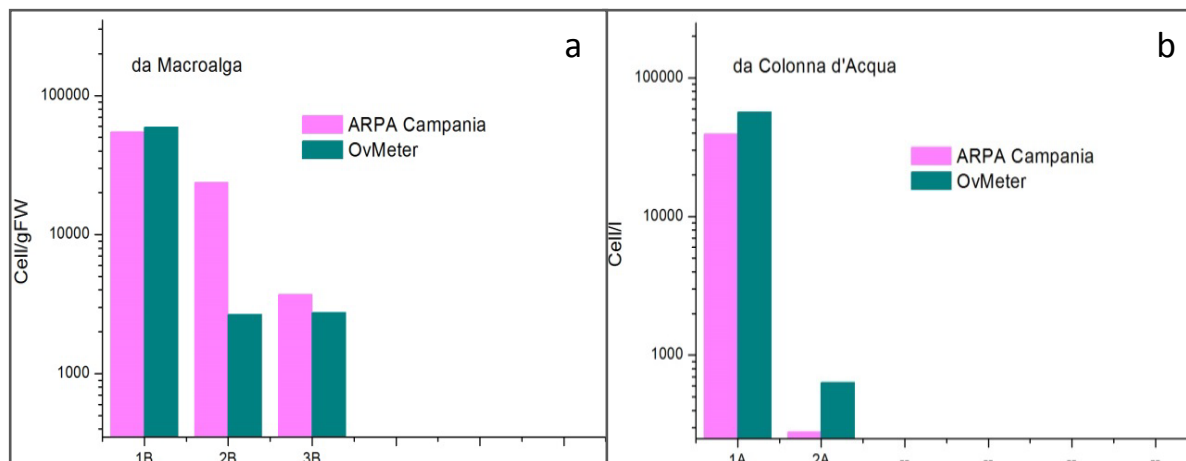 a
da Macroalga
100000
ARPA Campania
OvMeter
10000
Cell/gFW
1000
1B 2B 3B
b
da Colonna d'Acqua
100000
ARPA Campania
OvMeter
10000
Cell/l
1000
1A 2A -- -- -- --